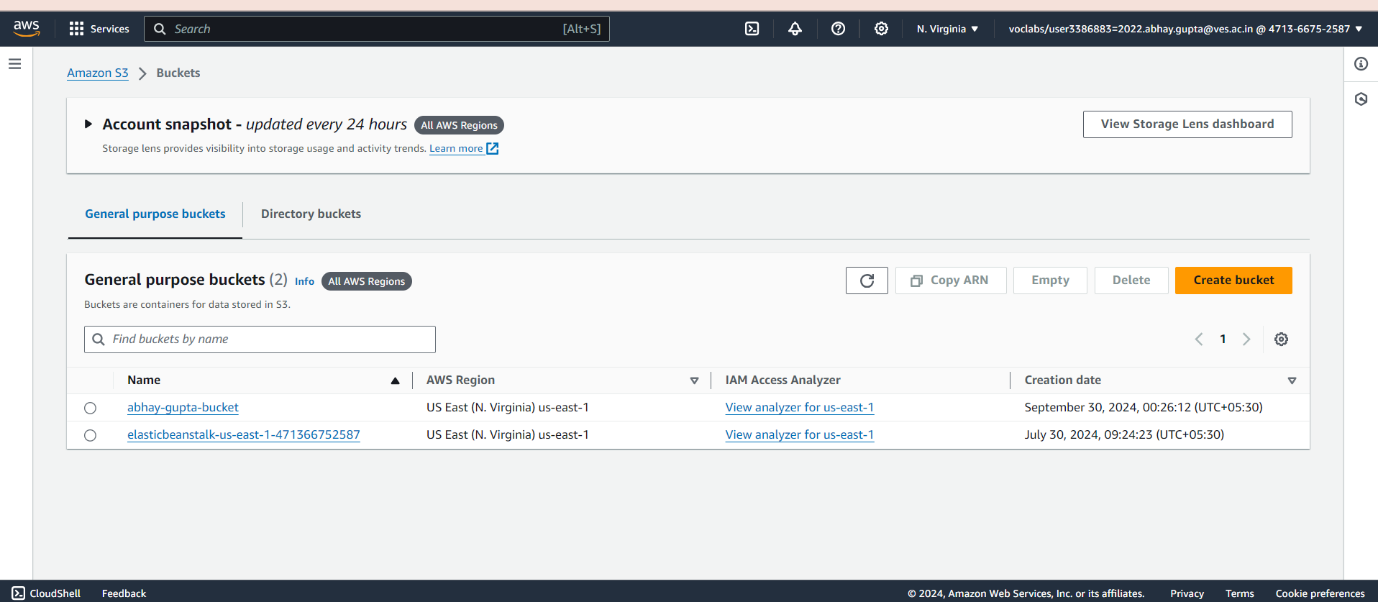 aws Services Search [Alt+S] N. Virginia voclabs/user3386883=2022.abhay.gupta@ves.ac.in @ 4713-6675-2587
Amazon S3 Buckets
Account snapshot - updated every 24 hours All AWS Regions View Storage Lens dashboard
Storage lens provides visibility into storage usage and activity trends. Learn more
General purpose buckets Directory buckets
General purpose buckets (2) Info All AWS Regions Copy ARN Empty Delete Create bucket
Buckets are containers for data stored in S3.
Find buckets by name 1
Name AWS Region IAM Access Analyzer Creation date
abhay-gupta-bucket US East (N. Virginia) us-east-1 View analyzer for us-east-1 September 30, 2024, 00:26:12 (UTC+05:30)
elasticbeanstalk-us-east-1-471366752587 US East (N. Virginia) us-east-1 View analyzer for us-east-1 July 30, 2024, 09:24:23 (UTC+05:30)
CloudShell Feedback © 2024, Amazon Web Services, Inc. or its affiliates. Privacy Terms Cookie preferences